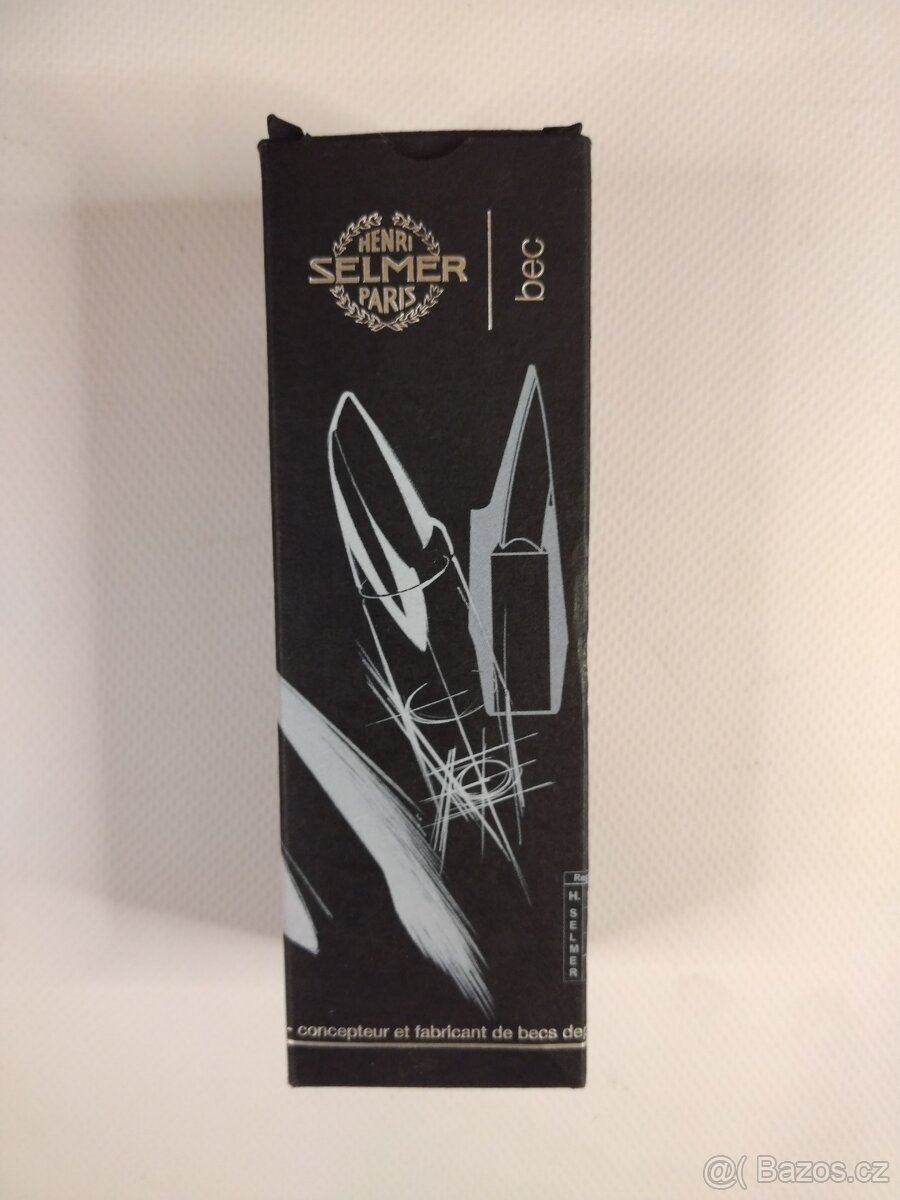 HENRI
SELMER
PARIS
bec
H. SELMER
concepteur et fabricant de becs de
@( Bazos.cz